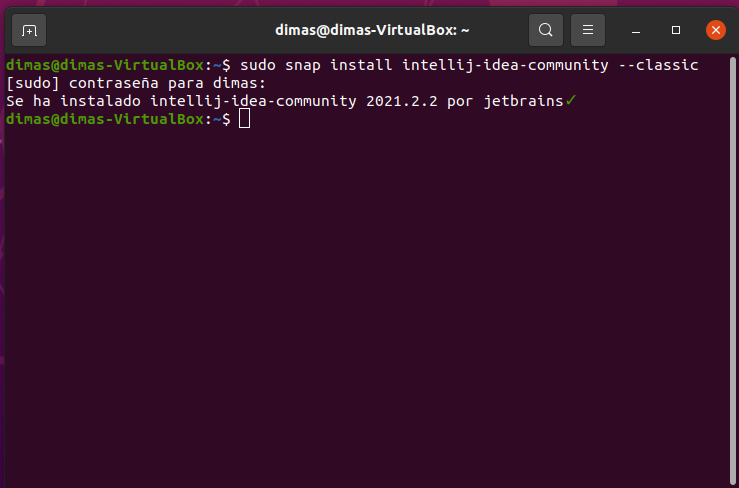 dimas@dimas-VirtualBox: ~
dimas@dimas-VirtualBox:~$ sudo snap install intellij-idea-community --classic
[sudo] contraseña para dimas:
Se ha instalado intellij-idea-community 2021.2.2 por jetbrains✓
dimas@dimas-VirtualBox:~$